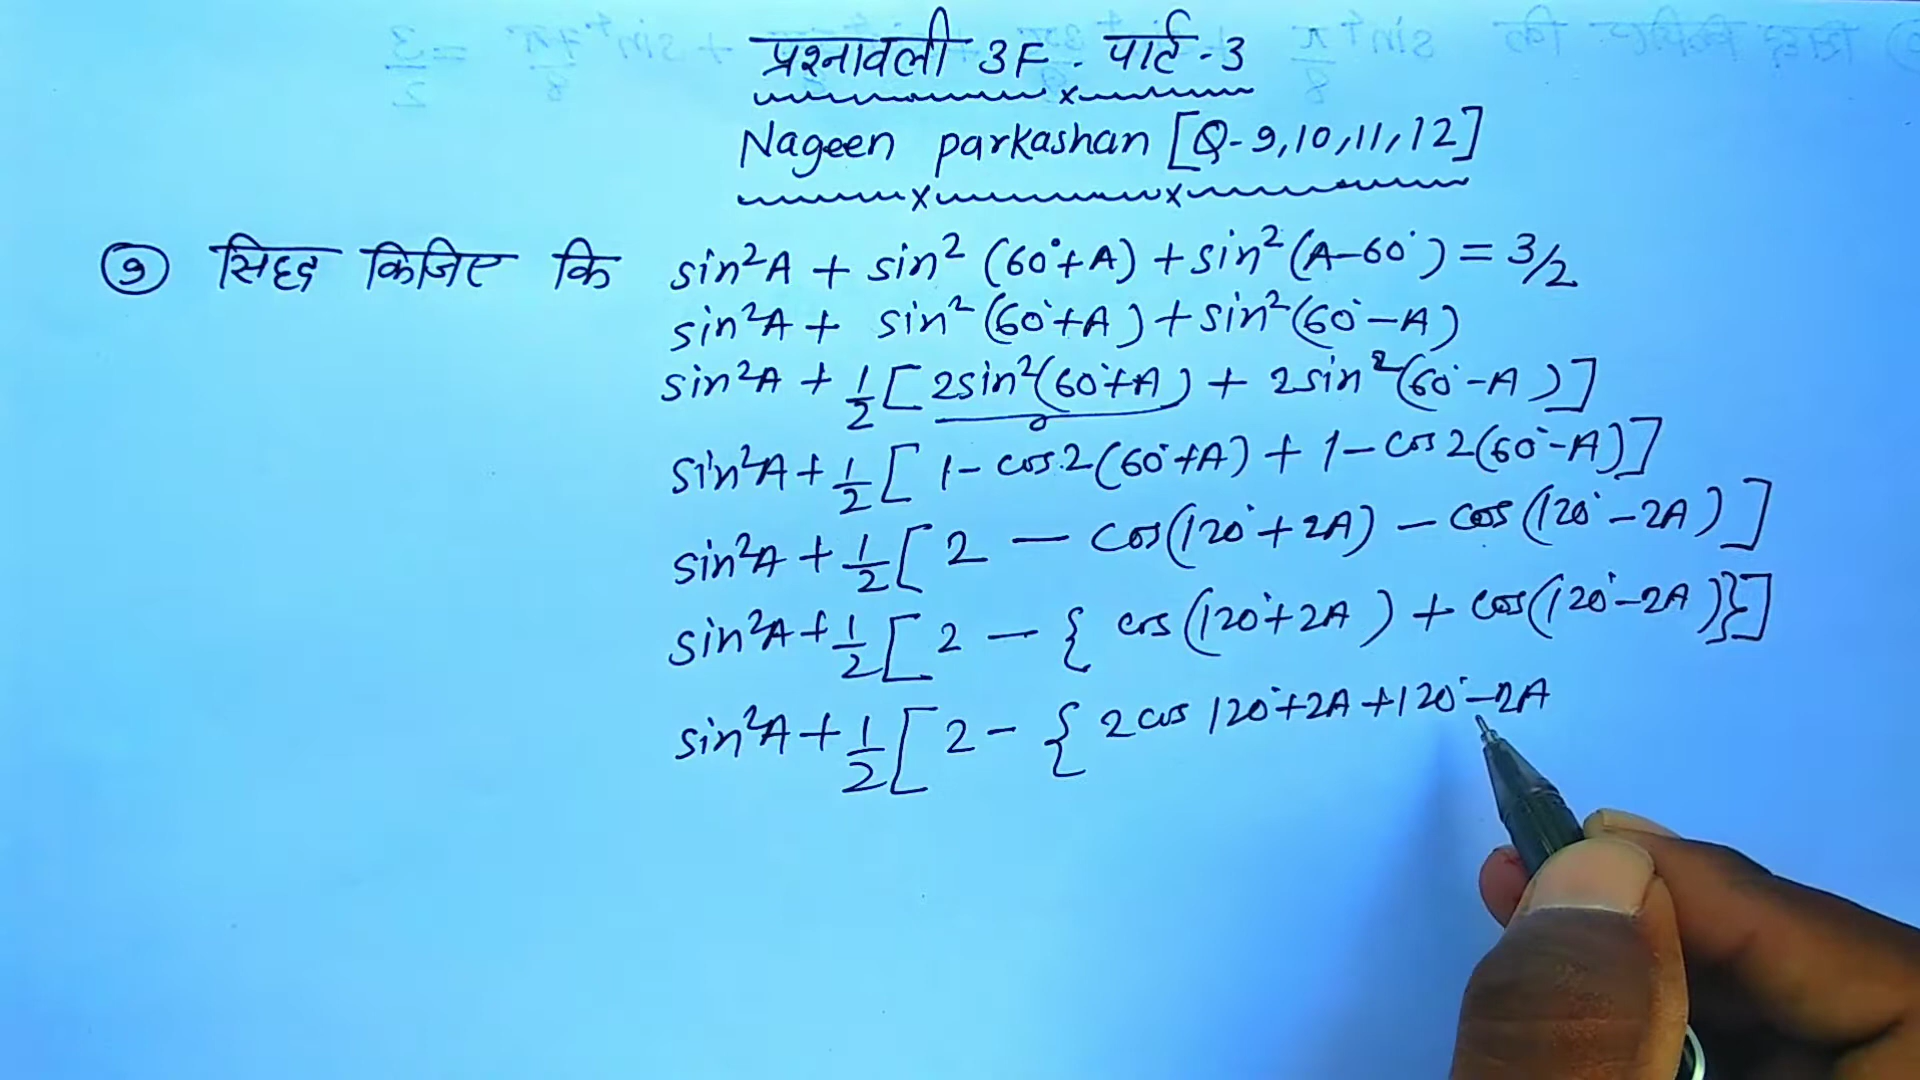 प्रश्नावली 3F. पार्ट-3
Nageen parkashan [Q-9,10,11,12]
⑨ सिद्ध किजिए कि sin²A + sin² (60°+A) + sin² (A-60°) = 3/2
sin²A + sin² (60°+A) + sin² (60°-A)
sin²A + 1/2 [2sin² (60°+A) + 2sin² (60°-A)]
sin²A + 1/2 [1-cos.2(60°+A) + 1-cos2(60°-A)]
sin²A + 1/2 [2 - cos(120°+2A) - cos(120°-2A)]
sin²A + 1/2 [2 - { cos(120°+2A) + cos(120°-2A)}]
sin²A + 1/2 [2 - { 2cos 120°+2A+120°-2A